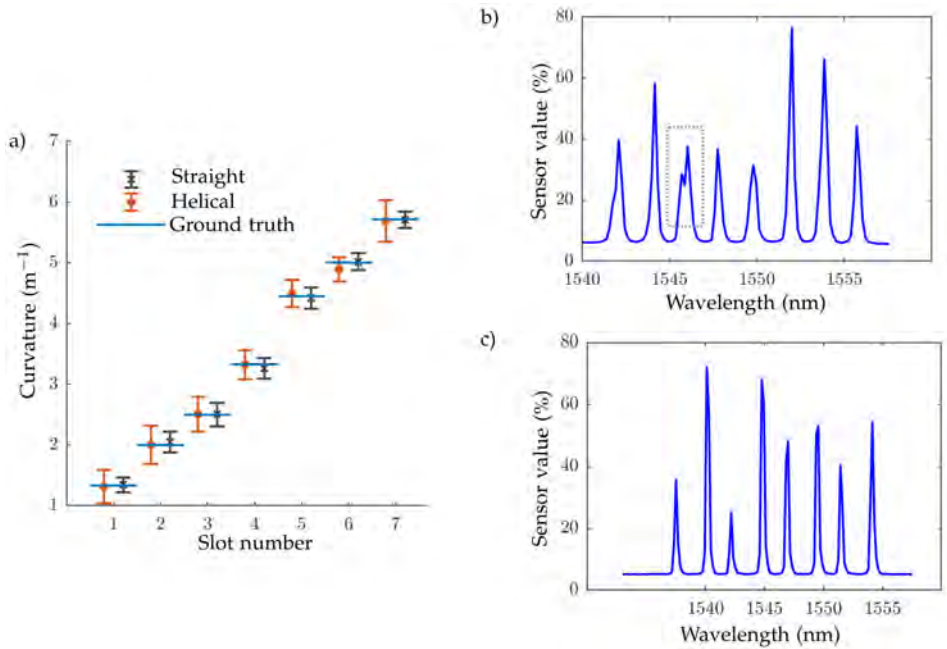 a)
Curvature (m⁻¹)
7
6
5
4
3
2
1
Straight
Helical
Ground truth
1 2 3 4 5 6 7
Slot number
b)
Sensor value (%)
80
60
40
20
0
1540 1545 1550 1555
Wavelength (nm)
c)
Sensor value (%)
80
60
40
20
0
1540 1545 1550 1555
Wavelength (nm)